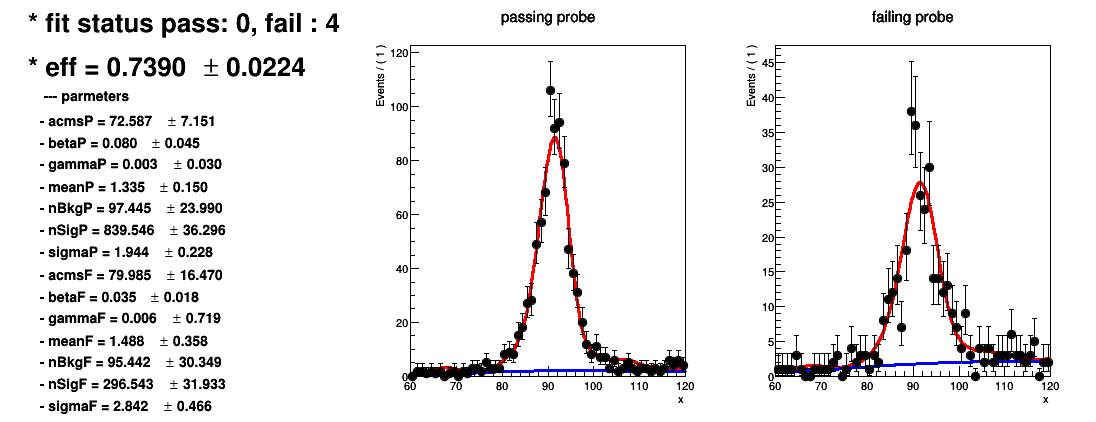 * fit status pass: 0, fail : 4
* eff = 0.7390 ± 0.0224
--- parmeters
- acmsP = 72.587 ± 7.151
- betaP = 0.080 ± 0.045
- gammaP = 0.003 ± 0.030
- meanP = 1.335 ± 0.150
- nBkgP = 97.445 ± 23.990
- nSigP = 839.546 ± 36.296
- sigmaP = 1.944 ± 0.228
- acmsF = 79.985 ± 16.470
- betaF = 0.035 ± 0.018
- gammaF = 0.006 ± 0.719
- meanF = 1.488 ± 0.358
- nBkgF = 95.442 ± 30.349
- nSigF = 296.543 ± 31.933
- sigmaF = 2.842 ± 0.466
passing probe
Events / ( 1 )
120
100
80
60
40
20
0
60 70 80 90 100 110 120
x
failing probe
Events / ( 1 )
45
40
35
30
25
20
15
10
5
0
60 70 80 90 100 110 120
x